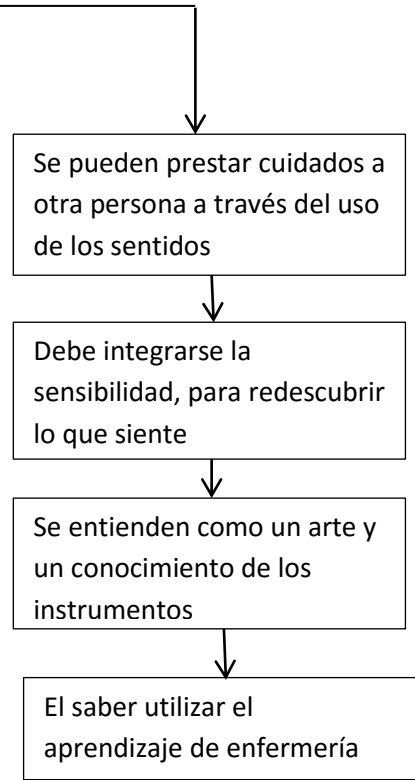 Se pueden prestar cuidados a
otra persona a través del uso
de los sentidos
Debe integrarse la
sensibilidad, para redescubrir
lo que siente
Se entienden como un arte y
un conocimiento de los
instrumentos
El saber utilizar el
aprendizaje de enfermería